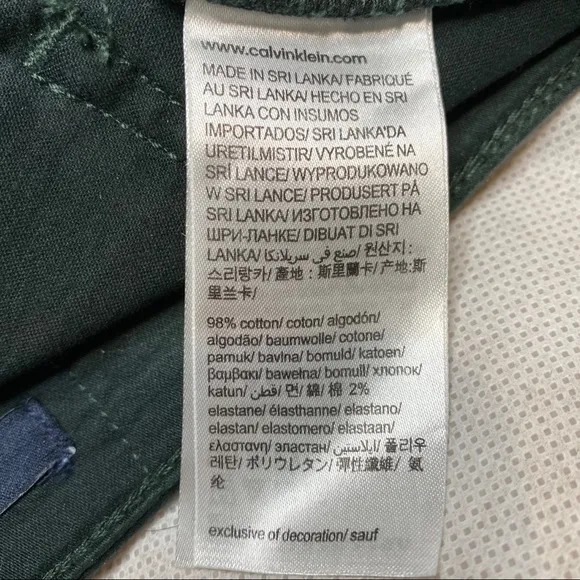 www.calvinklein.com
MADE IN SRI LANKA/ FABRIQUÉ
AU SRI LANKA/ HECHO EN SRI
LANKA CON INSUMOS
IMPORTADOS/ SRI LANKA'DA
URETILMISTIR/ VYROBENÉ NA
SRÍ LANCE/ WYPRODUKOWANO
W SRI LANCE/ PRODUSERT PÅ
SRI LANKA/ ИЗГОТОВЛЕНО НА
ШРИ-ЛАНКЕ/ DIBUAT DI SRI
LANKA/ صنع في سريلانكا/ 원산지:
스리랑카/ 產地：斯里蘭卡/ 产地:斯
里兰卡/
98% cotton/ coton/ algodón/
algodão/ baumwolle/ cotone/
pamuk/ bavlna/ bomuld/ katoen/
βαμβακι/ bawełna/ bomull/ хлопок/
katun/ قطن/ 면/ 綿/ 棉 2%
elastane/ élasthanne/ elastano/
elastan/ elastomero/ elastaan/
ελαστανη/ эластан/ ايلاستين/ 폴리우
레탄/ ポリウレタン/ 彈性纖維/ 氨
纶
exclusive of decoration/ sauf